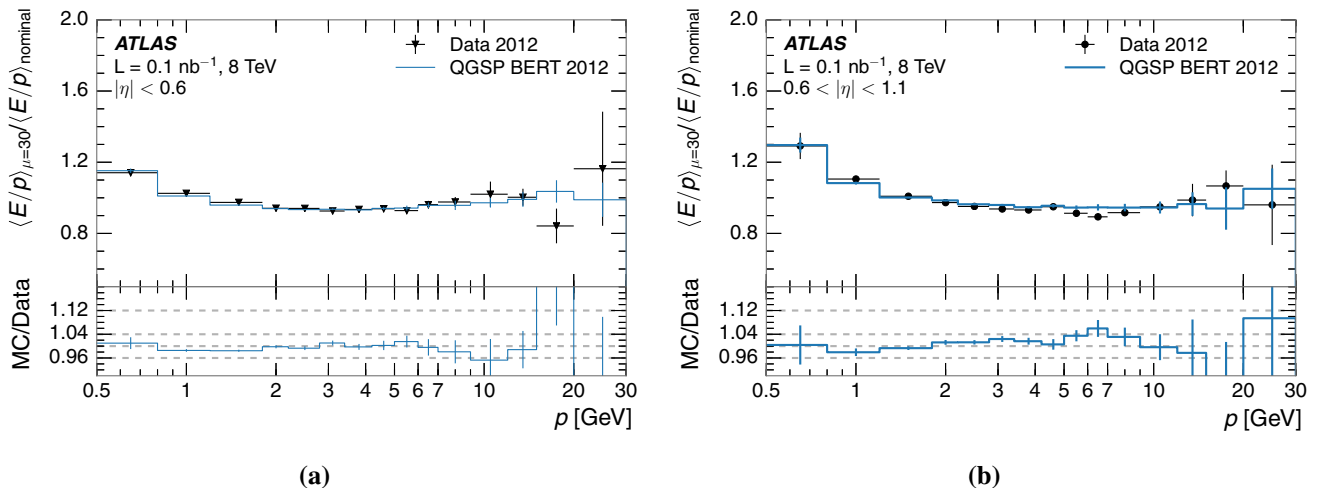 2.0
1.6
1.2
0.8
⟨E/p⟩μ=30/⟨E/p⟩nominal
ATLAS
L = 0.1 nb⁻¹, 8 TeV
|η| < 0.6
Data 2012
QGSP BERT 2012
MC/Data
1.12
1.04
0.96
0.5 1 2 3 4 5 6 7 10 20 30
p [GeV]
(a)
2.0
1.6
1.2
0.8
⟨E/p⟩μ=30/⟨E/p⟩nominal
ATLAS
L = 0.1 nb⁻¹, 8 TeV
0.6 < |η| < 1.1
Data 2012
QGSP BERT 2012
MC/Data
1.12
1.04
0.96
0.5 1 2 3 4 5 6 7 10 20 30
p [GeV]
(b)